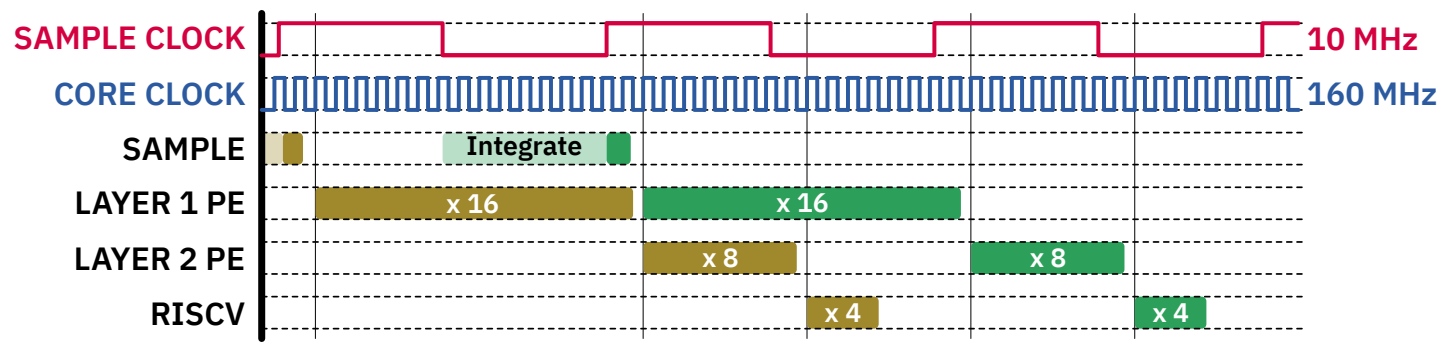 SAMPLE CLOCK 10 MHz
CORE CLOCK 160 MHz
SAMPLE Integrate
LAYER 1 PE x 16 x 16
LAYER 2 PE x 8 x 8
RISCV x 4 x 4